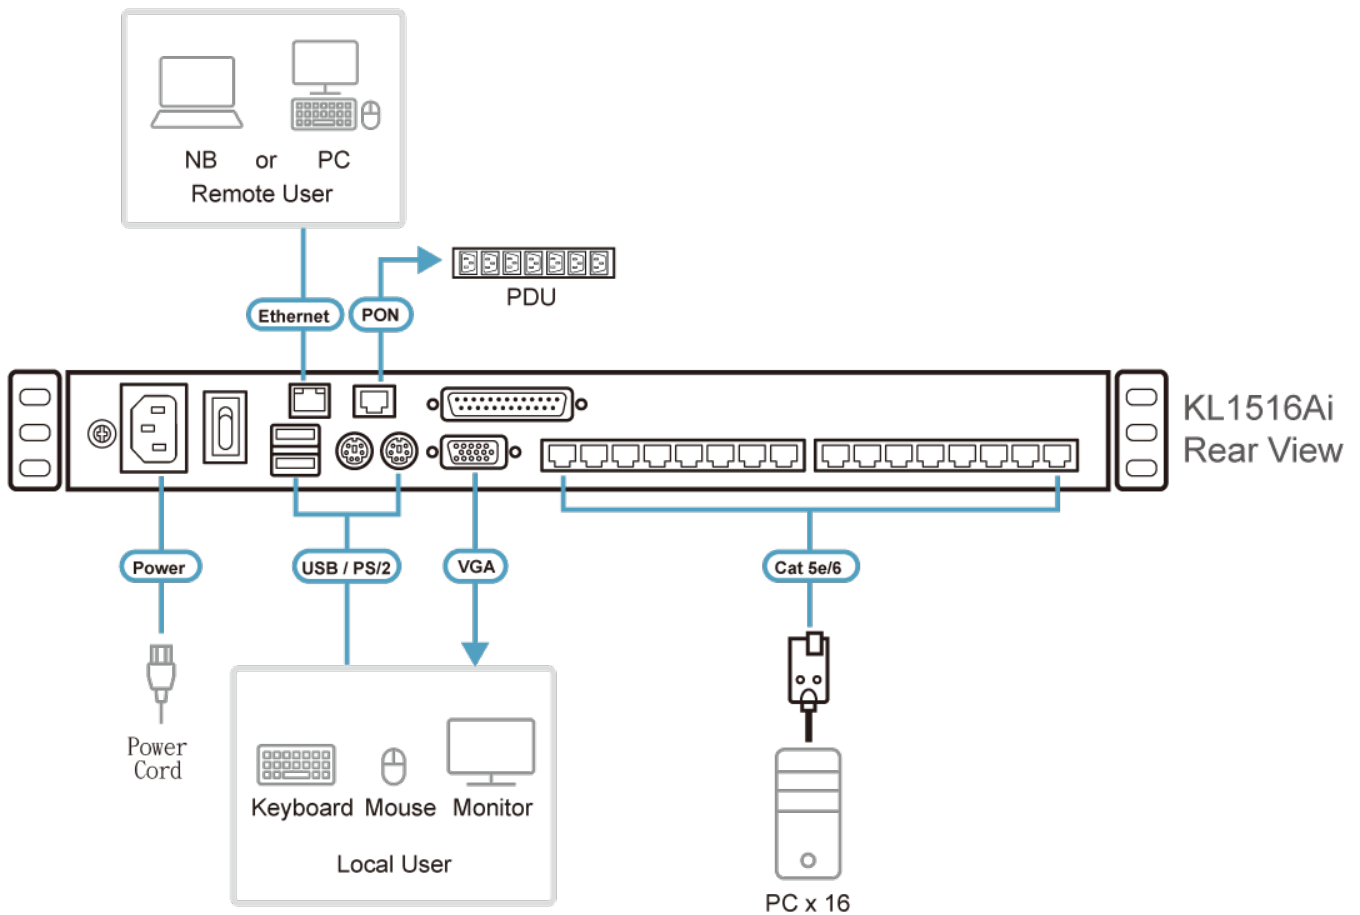 NB or PC
Remote User
PDU
Ethernet
PON
KL1516Ai
Rear View
Power
USB / PS/2
VGA
Cat 5e/6
Power
Cord
Keyboard Mouse Monitor
Local User
PC x 16